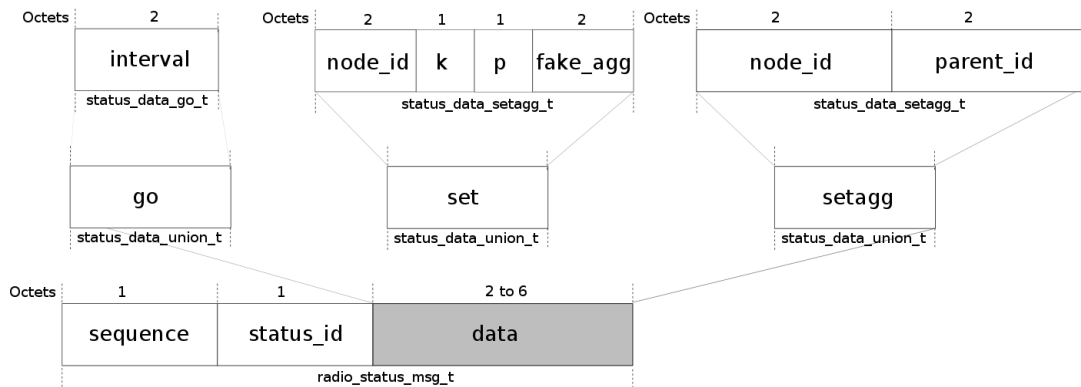 Octets 2 Octets 2 1 1 2 Octets 2 2
interval node_id k p fake_agg node_id parent_id
status_data_go_t status_data_setagg_t status_data_setagg_t
go set setagg
status_data_union_t status_data_union_t status_data_union_t
Octets 1 1 2 to 6
sequence status_id data
radio_status_msg_t